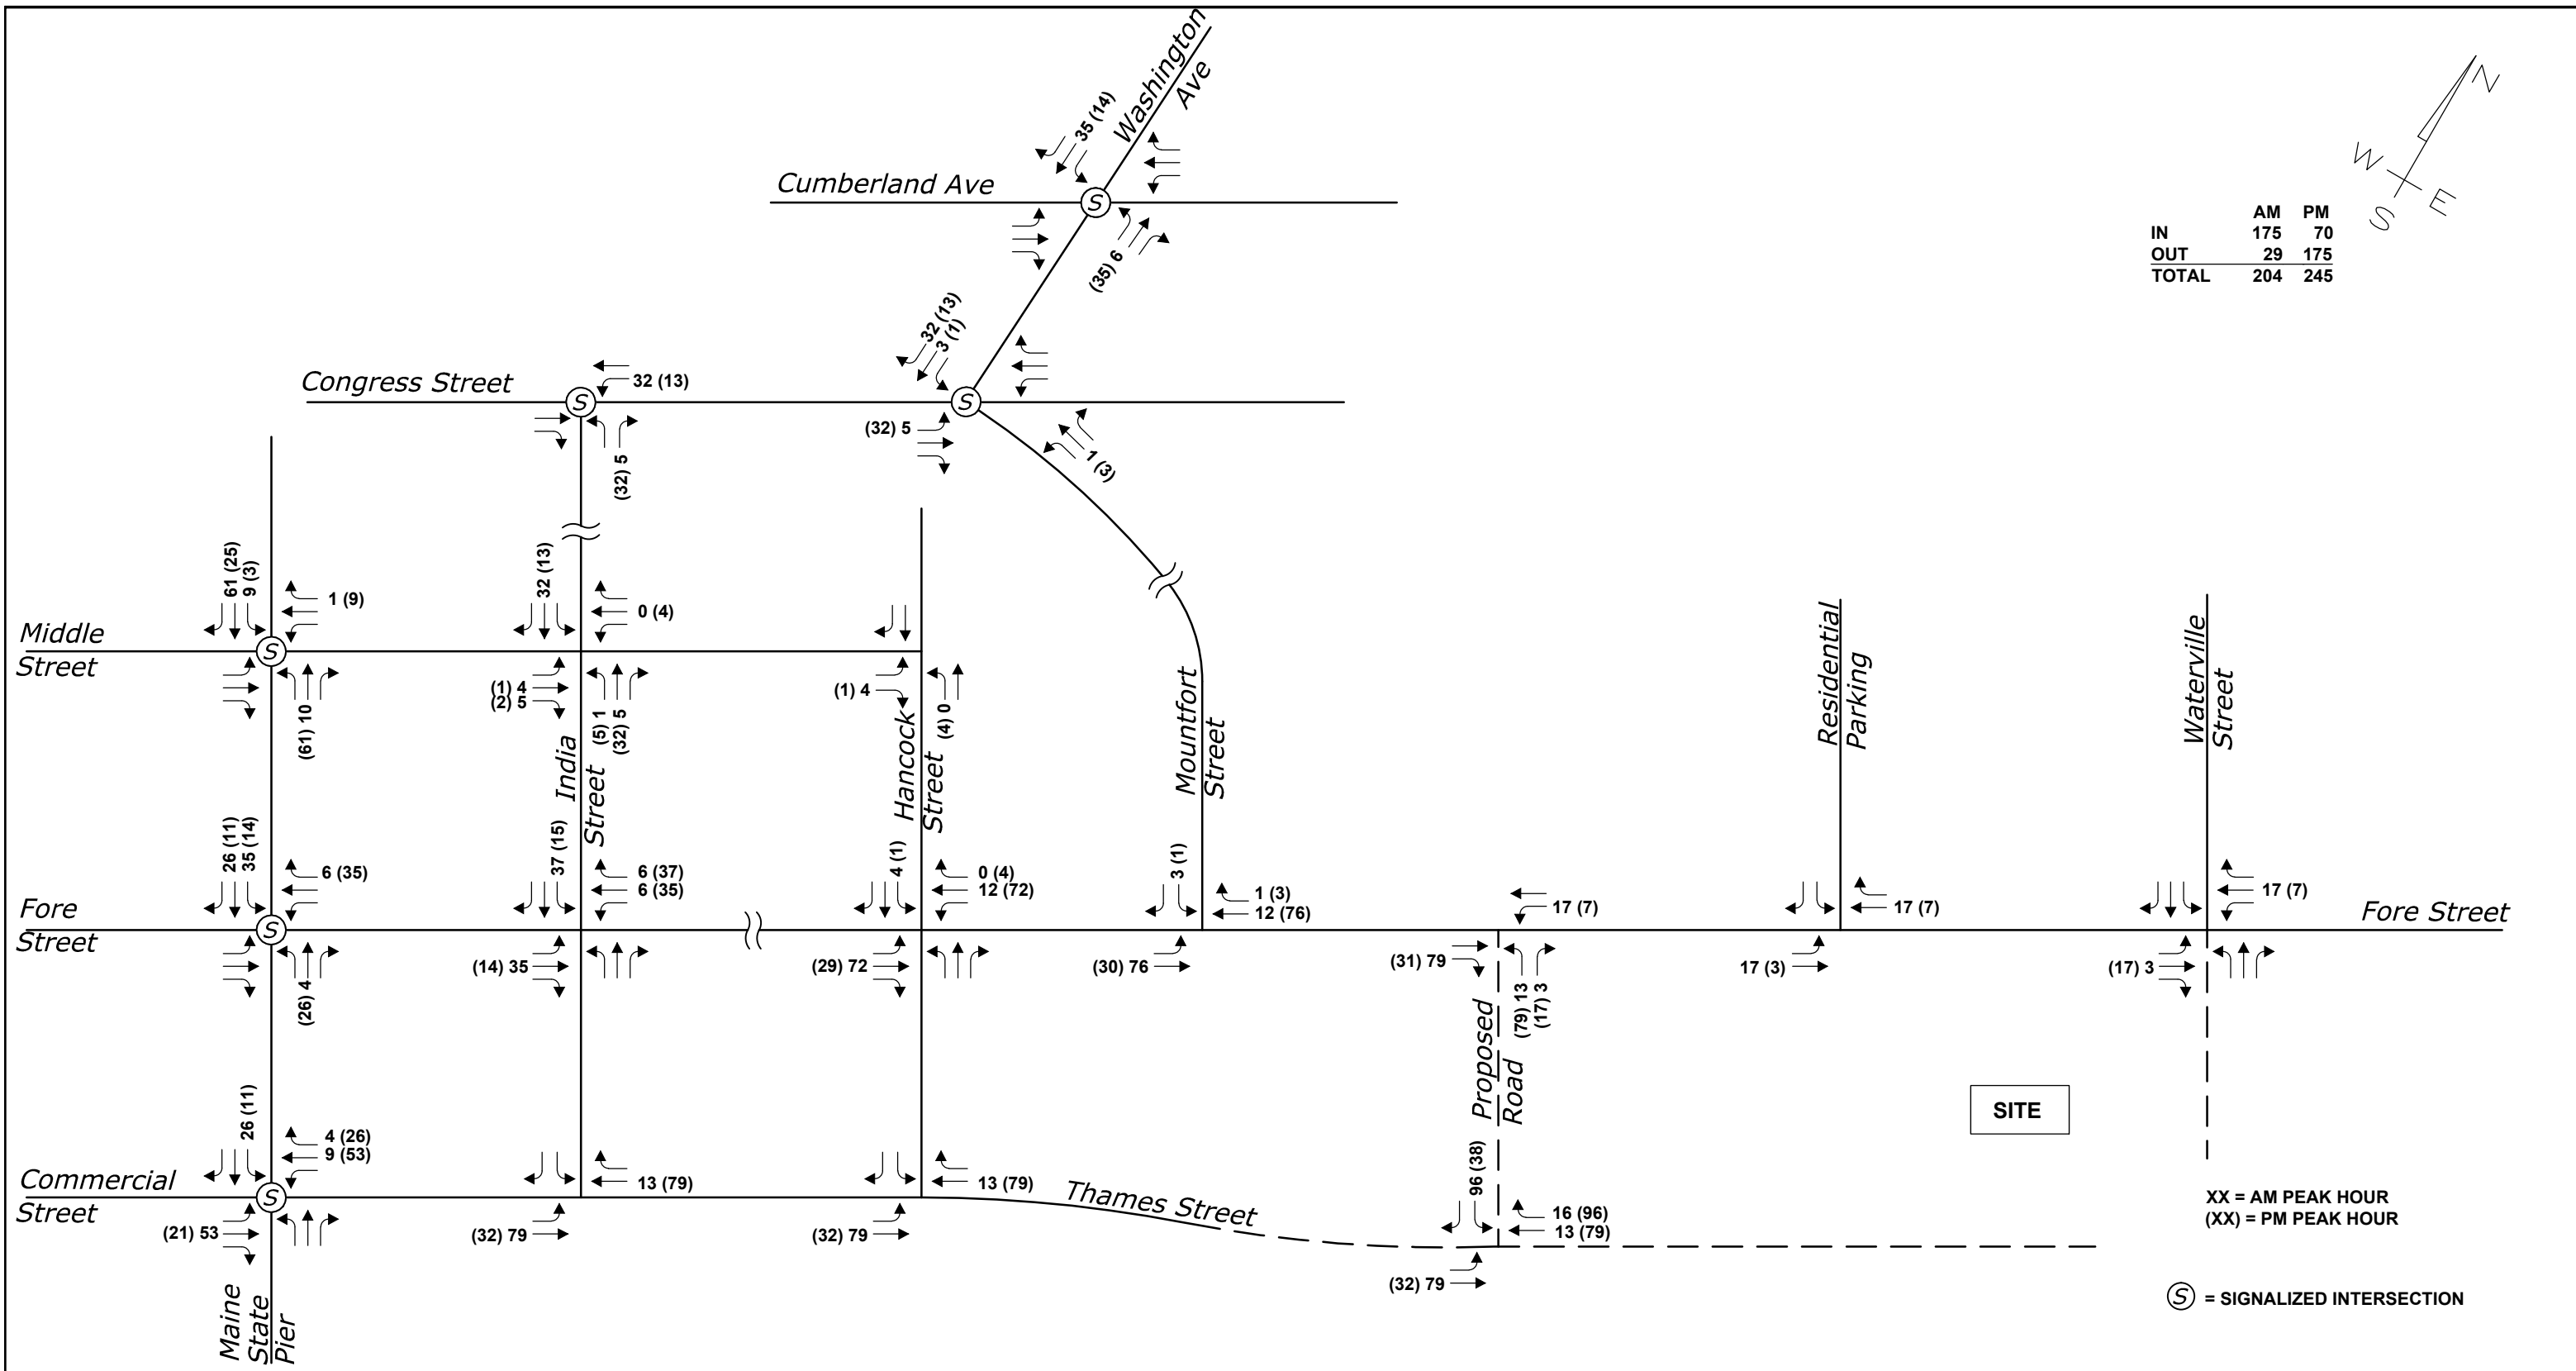 Washington
Ave
35 (14)
Cumberland Ave
(35) 6
N
W
E
S
AM PM
IN 175 70
OUT 29 175
TOTAL 204 245
32 (13)
3 (1)
Congress Street
S
32 (13)
S
S
(32) 5
(32) 5
1 (3)
61 (25)
9 (3)
1 (9)
32 (13)
0 (4)
Middle
Street
S
(61) 10
(1) 4
(2) 5
(5) 1
(32) 5
(1) 4
(4) 0
India
Street
Hancock
Street
Mountfort
Street
Residential
Parking
Waterville
Street
26 (11)
35 (14)
6 (35)
37 (15)
6 (37)
6 (35)
4 (1)
0 (4)
12 (72)
3 (1)
1 (3)
12 (76)
17 (7)
17 (7)
17 (7)
Fore
Street
S
Fore Street
(26) 4
(14) 35
(29) 72
(30) 76
(31) 79
(79) 13
(17) 3
17 (3)
(17) 3
Proposed
Road
SITE
26 (11)
4 (26)
9 (53)
13 (79)
13 (79)
Commercial
Street
S
Thames Street
96 (38)
16 (96)
13 (79)
(21) 53
(32) 79
(32) 79
(32) 79
Maine
State
Pier
XX = AM PEAK HOUR
(XX) = PM PEAK HOUR
S = SIGNALIZED INTERSECTION